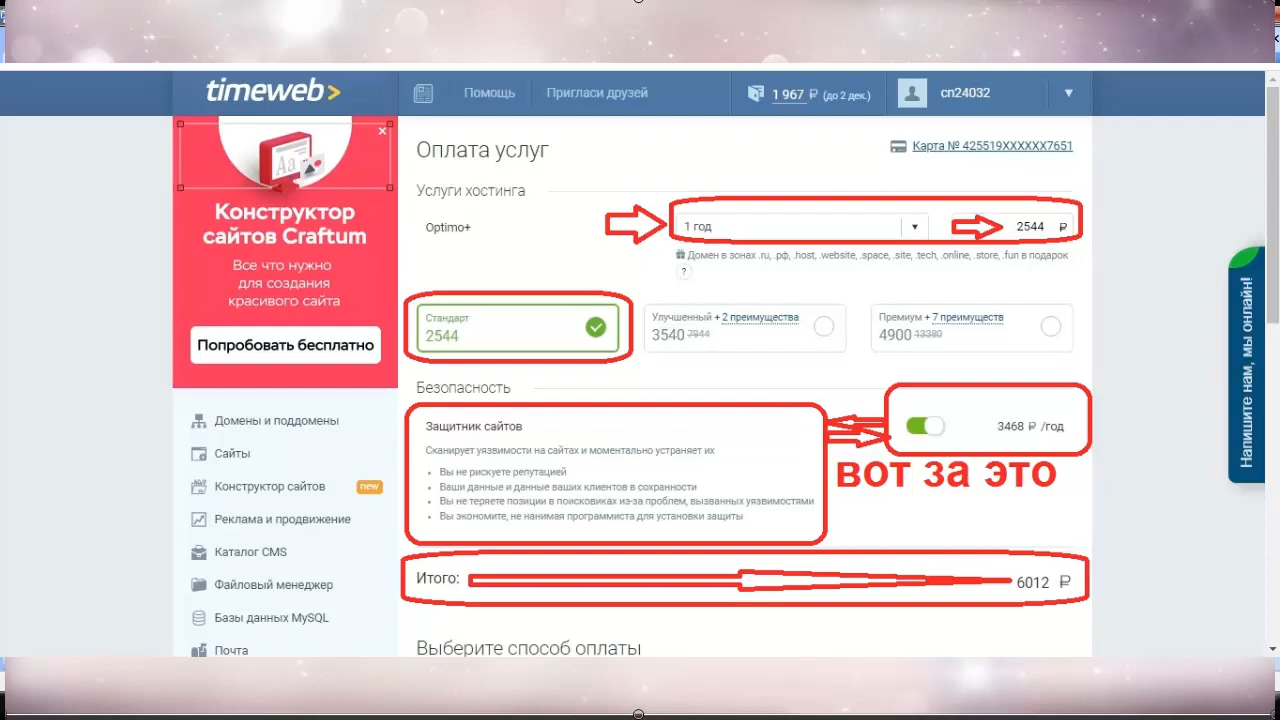 timeweb>
Помощь
Пригласи друзей
1 967 ₽ (до 2 дек.)
cn24032
Конструктор
сайтов Craftum
Все что нужно
для создания
красивого сайта
Попробовать бесплатно
Домены и поддомены
Сайты
Конструктор сайтов new
Реклама и продвижение
Каталог CMS
Файловый менеджер
Базы данных MySQL
Почта
Оплата услуг
Карта № 425519XXXXXX7651
Услуги хостинга
Optimo+
1 год
2544 ₽
Домен в зонах .ru, .рф, .host, .website, .space, .site, .tech, .online, .store, .fun в подарок
?
Стандарт
2544
Улучшенный + 2 преимущества
3540 7944
Премиум + 7 преимуществ
4900 13380
Безопасность
Защитник сайтов
3468 ₽ /год
Сканирует уязвимости на сайтах и моментально устраняет их
Вы не рискуете репутацией
Ваши данные и данные ваших клиентов в сохранности
Вы не теряете позиции в поисковиках из-за проблем, вызванных уязвимостями
Вы экономите, не нанимая программиста для установки защиты
вот за это
Итого:
6012 ₽
Выберите способ оплаты
Напишите нам, мы онлайн!